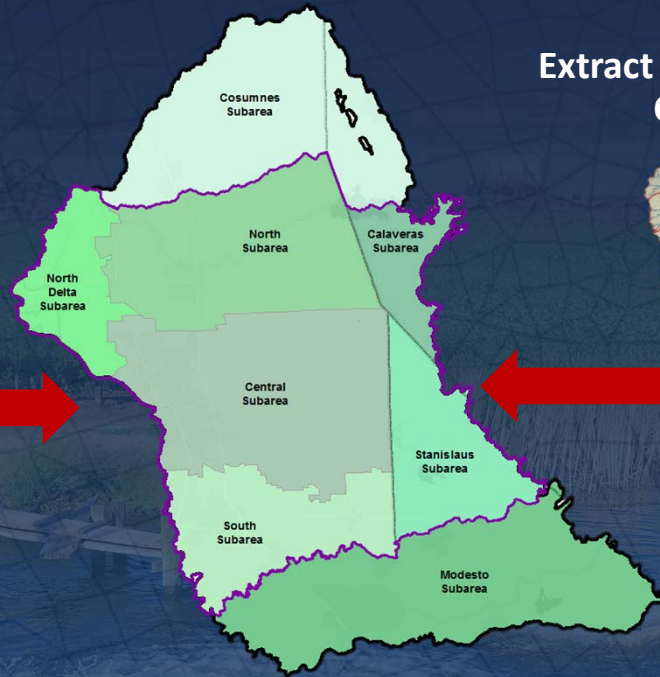 Extract
Cosumnes
Subarea
North
Subarea
Calaveras
Subarea
North
Delta
Subarea
Central
Subarea
Stanislaus
Subarea
South
Subarea
Modesto
Subarea